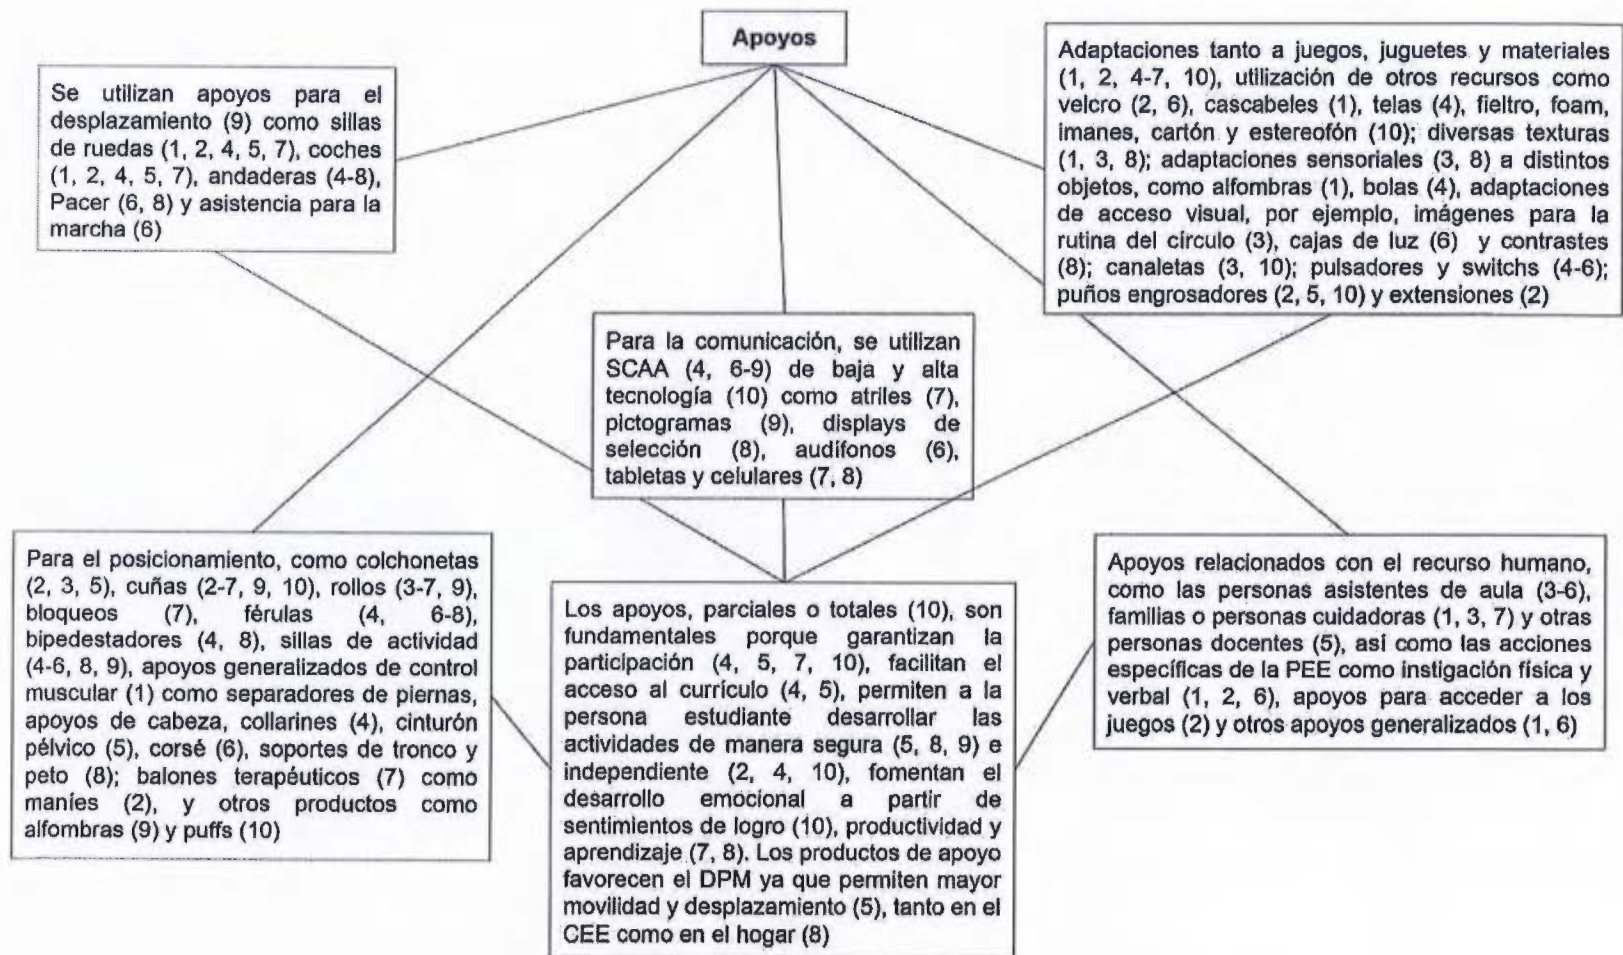 Apoyos
Se utilizan apoyos para el
desplazamiento (9) como sillas
de ruedas (1, 2, 4, 5, 7), coches
(1, 2, 4, 5, 7), andaderas (4-8),
Pacer (6, 8) y asistencia para la
marcha (6)
Adaptaciones tanto a juegos, juguetes y materiales
(1, 2, 4-7, 10), utilización de otros recursos como
velcro (2, 6), cascabeles (1), telas (4), fieltro, foam,
imanes, cartón y estereofón (10); diversas texturas
(1, 3, 8); adaptaciones sensoriales (3, 8) a distintos
objetos, como alfombras (1), bolas (4), adaptaciones
de acceso visual, por ejemplo, imágenes para la
rutina del círculo (3), cajas de luz (6) y contrastes
(8); canaletas (3, 10); pulsadores y switchs (4-6);
puños engrosadores (2, 5, 10) y extensiones (2)
Para la comunicación, se utilizan
SCAA (4, 6-9) de baja y alta
tecnología (10) como atriles (7),
pictogramas (9), displays de
selección (8), audífonos (6),
tabletas y celulares (7, 8)
Para el posicionamiento, como colchonetas
(2, 3, 5), cuñas (2-7, 9, 10), rollos (3-7, 9),
bloqueos (7), férulas (4, 6-8),
bipedestadores (4, 8), sillas de actividad
(4-6, 8, 9), apoyos generalizados de control
muscular (1) como separadores de piernas,
apoyos de cabeza, collarines (4), cinturón
pélvico (5), corsé (6), soportes de tronco y
peto (8); balones terapéuticos (7) como
maníes (2), y otros productos como
alfombras (9) y puffs (10)
Los apoyos, parciales o totales (10), son
fundamentales porque garantizan la
participación (4, 5, 7, 10), facilitan el
acceso al currículo (4, 5), permiten a la
persona estudiante desarrollar las
actividades de manera segura (5, 8, 9) e
independiente (2, 4, 10), fomentan el
desarrollo emocional a partir de
sentimientos de logro (10), productividad y
aprendizaje (7, 8). Los productos de apoyo
favorecen el DPM ya que permiten mayor
movilidad y desplazamiento (5), tanto en el
CEE como en el hogar (8)
Apoyos relacionados con el recurso humano,
como las personas asistentes de aula (3-6),
familias o personas cuidadoras (1, 3, 7) y otras
personas docentes (5), así como las acciones
específicas de la PEE como instigación física y
verbal (1, 2, 6), apoyos para acceder a los
juegos (2) y otros apoyos generalizados (1, 6)